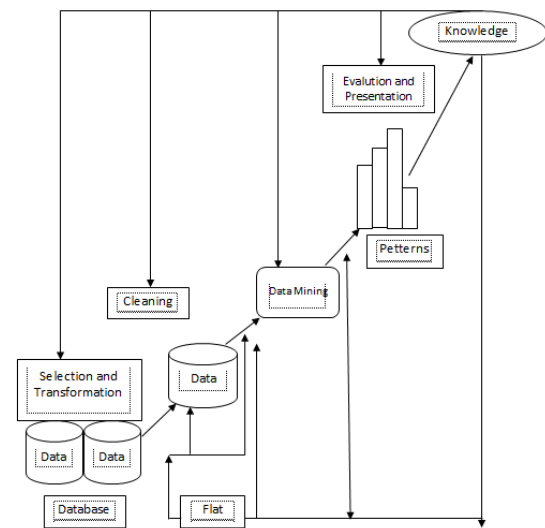 Knowledge
Evalution and
Presentation
Petterns
Data Mining
Cleaning
Data
Selection and
Transformation
Data
Data
Database
Flat